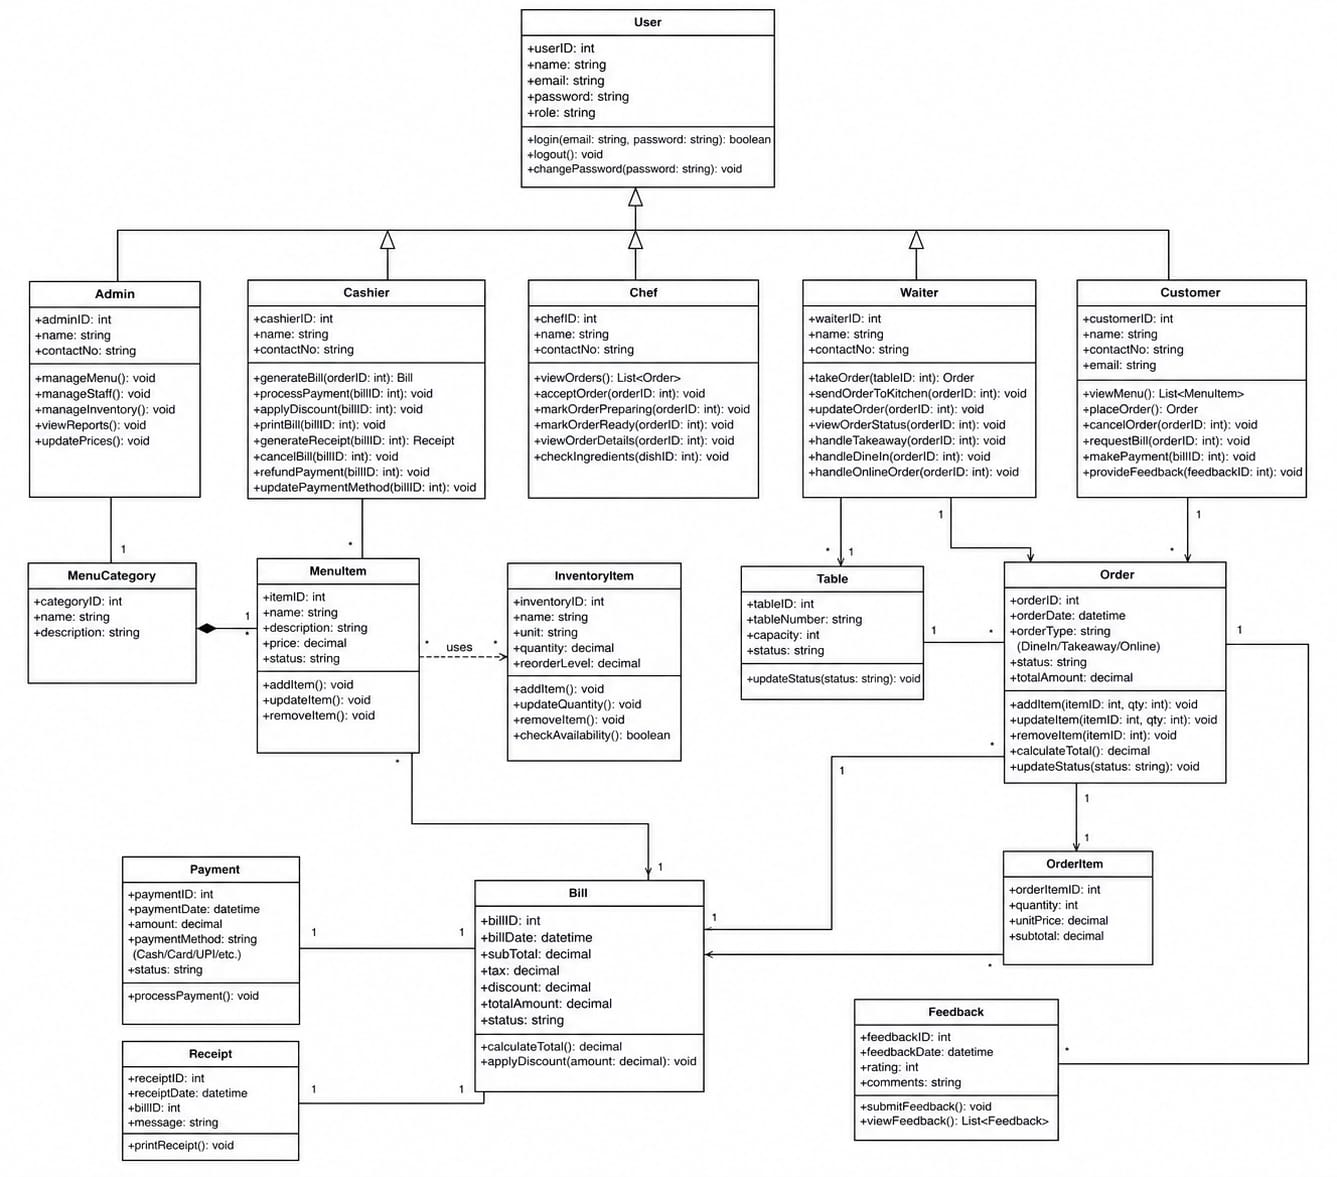 User
+userID: int
+name: string
+email: string
+password: string
+role: string
+login(email: string, password: string): boolean
+logout(): void
+changePassword(password: string): void
Admin
+adminID: int
+name: string
+contactNo: string
+manageMenu(): void
+manageStaff(): void
+manageInventory(): void
+viewReports(): void
+updatePrices(): void
Cashier
+cashierID: int
+name: string
+contactNo: string
+generateBill(orderID: int): Bill
+processPayment(billID: int): void
+applyDiscount(billID: int): void
+printBill(billID: int): void
+generateReceipt(billID: int): Receipt
+cancelBill(billID: int): void
+refundPayment(billID: int): void
+updatePaymentMethod(billID: int): void
Chef
+chefID: int
+name: string
+contactNo: string
+viewOrders(): List<Order>
+acceptOrder(orderID: int): void
+markOrderPreparing(orderID: int): void
+markOrderReady(orderID: int): void
+viewOrderDetails(orderID: int): void
+checkIngredients(dishID: int): void
Waiter
+waiterID: int
+name: string
+contactNo: string
+takeOrder(tableID: int): Order
+sendOrderToKitchen(orderID: int): void
+updateOrder(orderID: int): void
+viewOrderStatus(orderID: int): void
+handleTakeaway(orderID: int): void
+handleDineIn(orderID: int): void
+handleOnlineOrder(orderID: int): void
Customer
+customerID: int
+name: string
+contactNo: string
+email: string
+viewMenu(): List<MenuItem>
+placeOrder(): Order
+cancelOrder(orderID: int): void
+requestBill(orderID: int): void
+makePayment(billID: int): void
+provideFeedback(feedbackID: int): void
1
*
* 1
1
1
*
MenuCategory
+categoryID: int
+name: string
+description: string
1
*
MenuItem
+itemID: int
+name: string
+description: string
+price: decimal
+status: string
+addItem(): void
+updateItem(): void
+removeItem(): void
* uses *
InventoryItem
+inventoryID: int
+name: string
+unit: string
+quantity: decimal
+reorderLevel: decimal
+addItem(): void
+updateQuantity(): void
+removeItem(): void
+checkAvailability(): boolean
Table
+tableID: int
+tableNumber: string
+capacity: int
+status: string
+updateStatus(status: string): void
1 *
Order
+orderID: int
+orderDate: datetime
+orderType: string
(DineIn/Takeaway/Online)
+status: string
+totalAmount: decimal
+addItem(itemID: int, qty: int): void
+updateItem(itemID: int, qty: int): void
+removeItem(itemID: int): void
+calculateTotal(): decimal
+updateStatus(status: string): void
1
*
1
*
1
1
1
Payment
+paymentID: int
+paymentDate: datetime
+amount: decimal
+paymentMethod: string
(Cash/Card/UPI/etc.)
+status: string
+processPayment(): void
1 1
1
Bill
+billID: int
+billDate: datetime
+subTotal: decimal
+tax: decimal
+discount: decimal
+totalAmount: decimal
+status: string
+calculateTotal(): decimal
+applyDiscount(amount: decimal): void
1
*
OrderItem
+orderItemID: int
+quantity: int
+unitPrice: decimal
+subtotal: decimal
Receipt
+receiptID: int
+receiptDate: datetime
+billID: int
+message: string
+printReceipt(): void
1 1
Feedback
+feedbackID: int
+feedbackDate: datetime
+rating: int
+comments: string
+submitFeedback(): void
+viewFeedback(): List<Feedback>
*